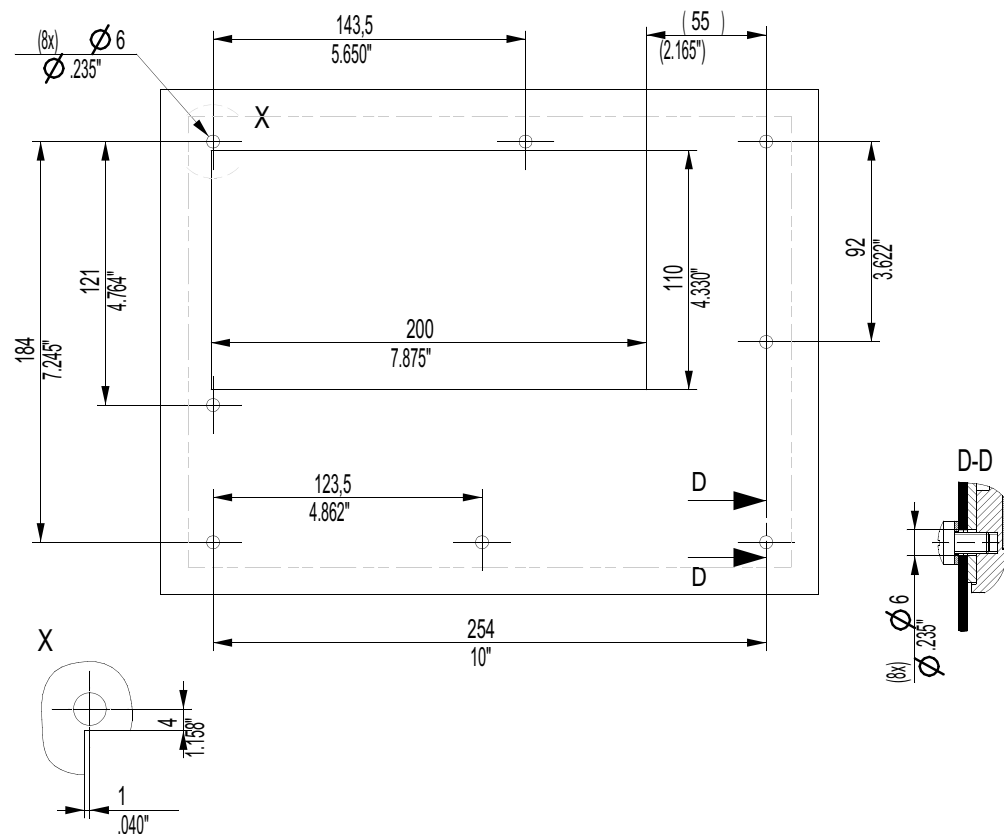 143,5
5.650"
( 55 )
(2.165")
(8x) Ø 6
Ø .235"
X
184
7.245"
121
4.764"
110
4.330"
92
3.622"
200
7.875"
123,5
4.862"
D
D
D-D
254
10"
Ø 6
(8x) Ø .235"
X
4
1.158"
1
.040"